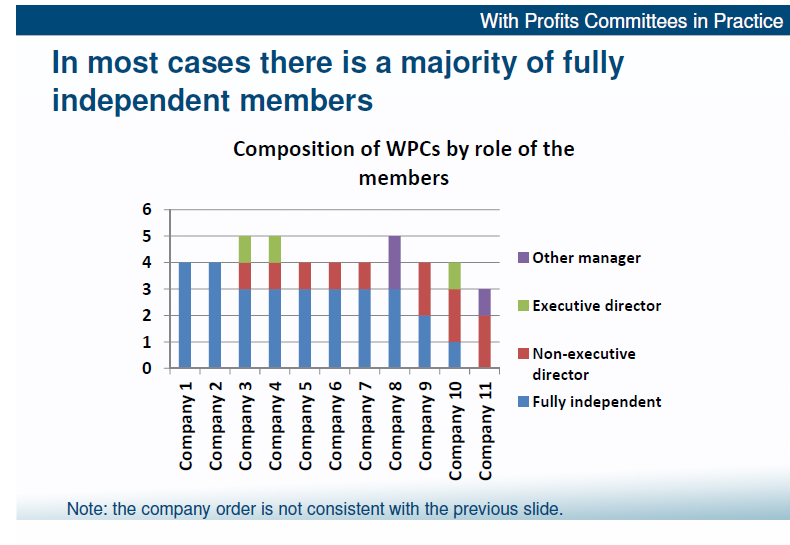 With Profits Committees in Practice
In most cases there is a majority of fully
independent members
Composition of WPCs by role of the
members
6
5
4
3
2
1
0
Company 1
Company 2
Company 3
Company 4
Company 5
Company 6
Company 7
Company 8
Company 9
Company 10
Company 11
Other manager
Executive director
Non-executive
director
Fully independent
Note: the company order is not consistent with the previous slide.